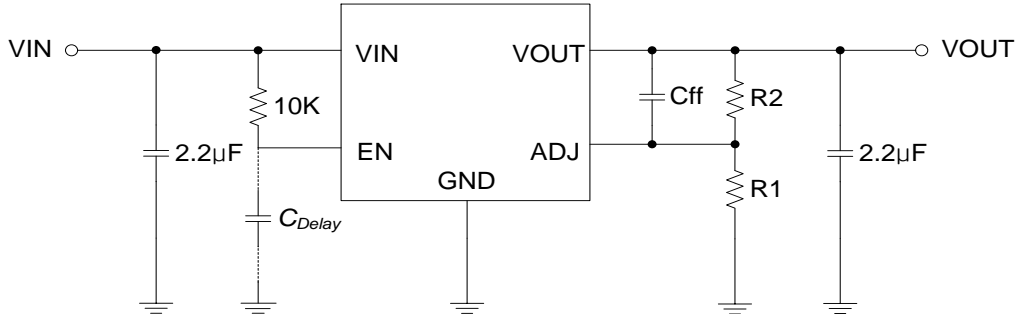 VIN
VIN
VOUT
VOUT
10K
Cff
R2
2.2µF
EN
ADJ
2.2µF
GND
R1
CDelay